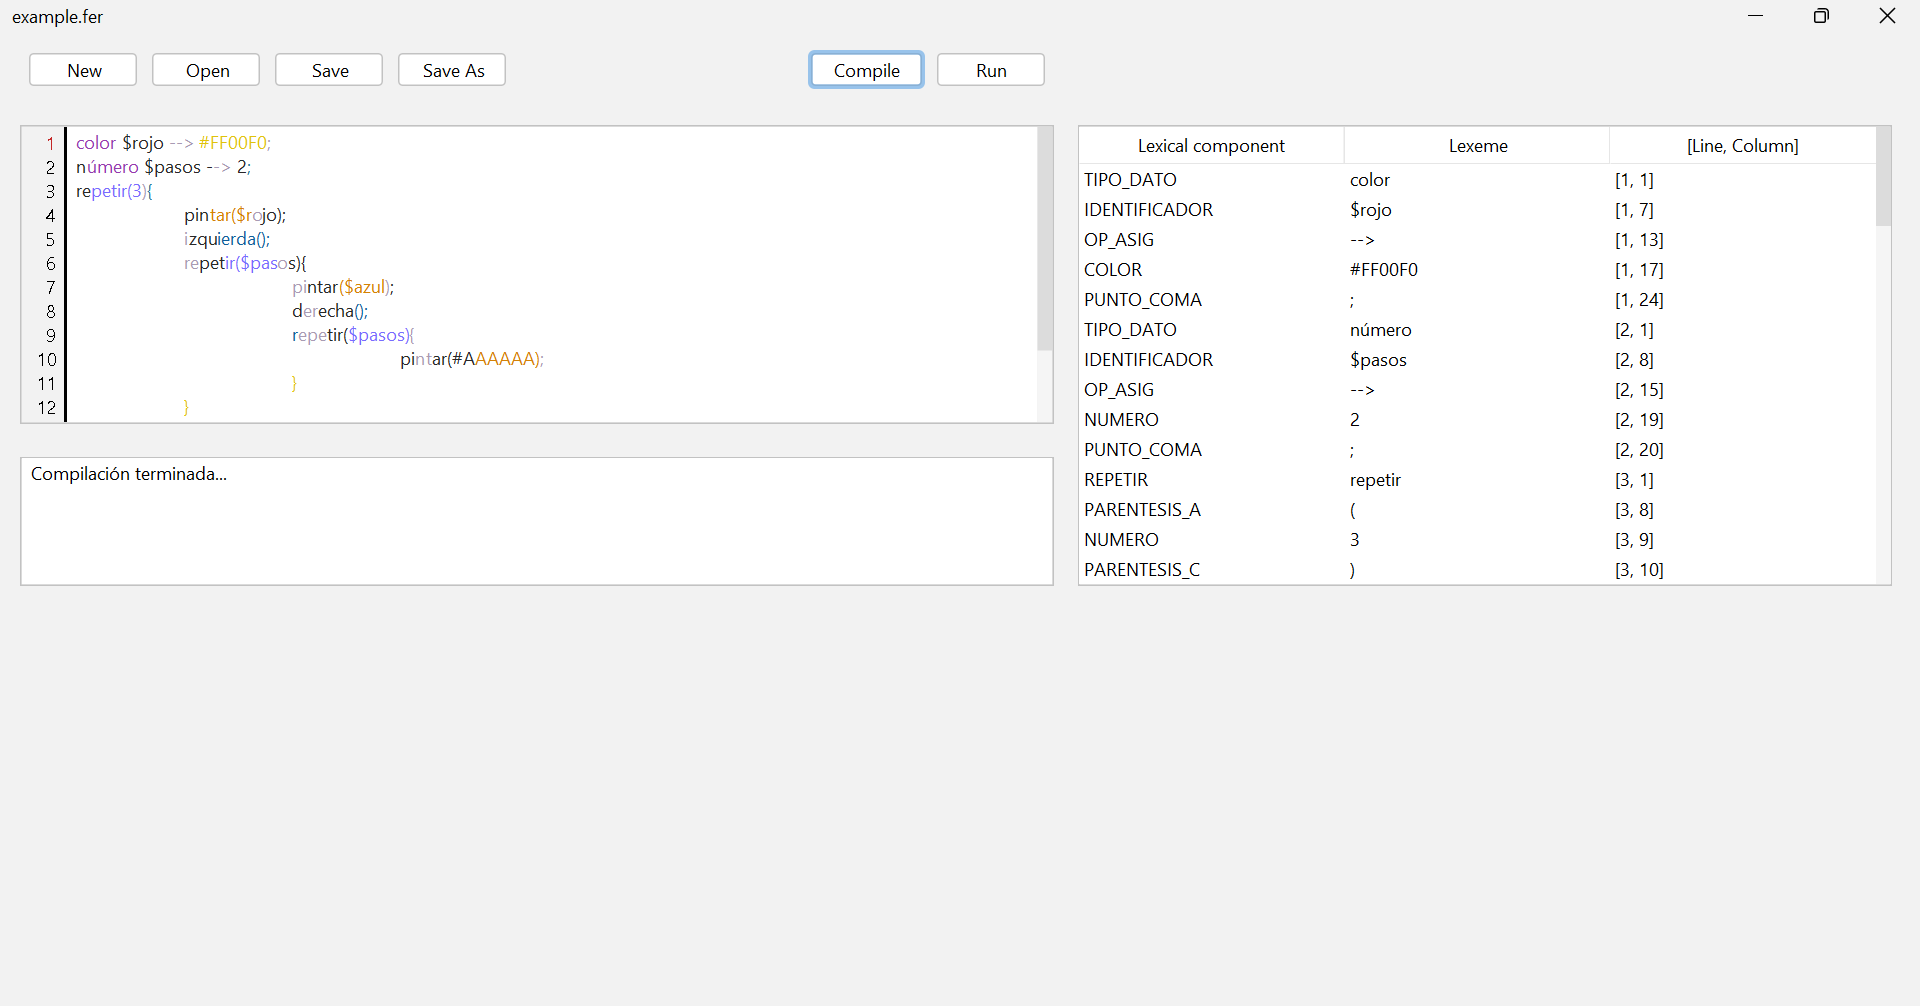 example.fer
New Open Save Save As Compile Run
1 color $rojo --> #FF00F0;
2 número $pasos --> 2;
3 repetir(3){
4 pintar($rojo);
5 izquierda();
6 repetir($pasos){
7 pintar($azul);
8 derecha();
9 repetir($pasos){
10 pintar(#AAAAAA);
11 }
12 }
Compilación terminada...
Lexical component Lexeme [Line, Column]
TIPO_DATO color [1, 1]
IDENTIFICADOR $rojo [1, 7]
OP_ASIG --> [1, 13]
COLOR #FF00F0 [1, 17]
PUNTO_COMA ; [1, 24]
TIPO_DATO número [2, 1]
IDENTIFICADOR $pasos [2, 8]
OP_ASIG --> [2, 15]
NUMERO 2 [2, 19]
PUNTO_COMA ; [2, 20]
REPETIR repetir [3, 1]
PARENTESIS_A ( [3, 8]
NUMERO 3 [3, 9]
PARENTESIS_C ) [3, 10]